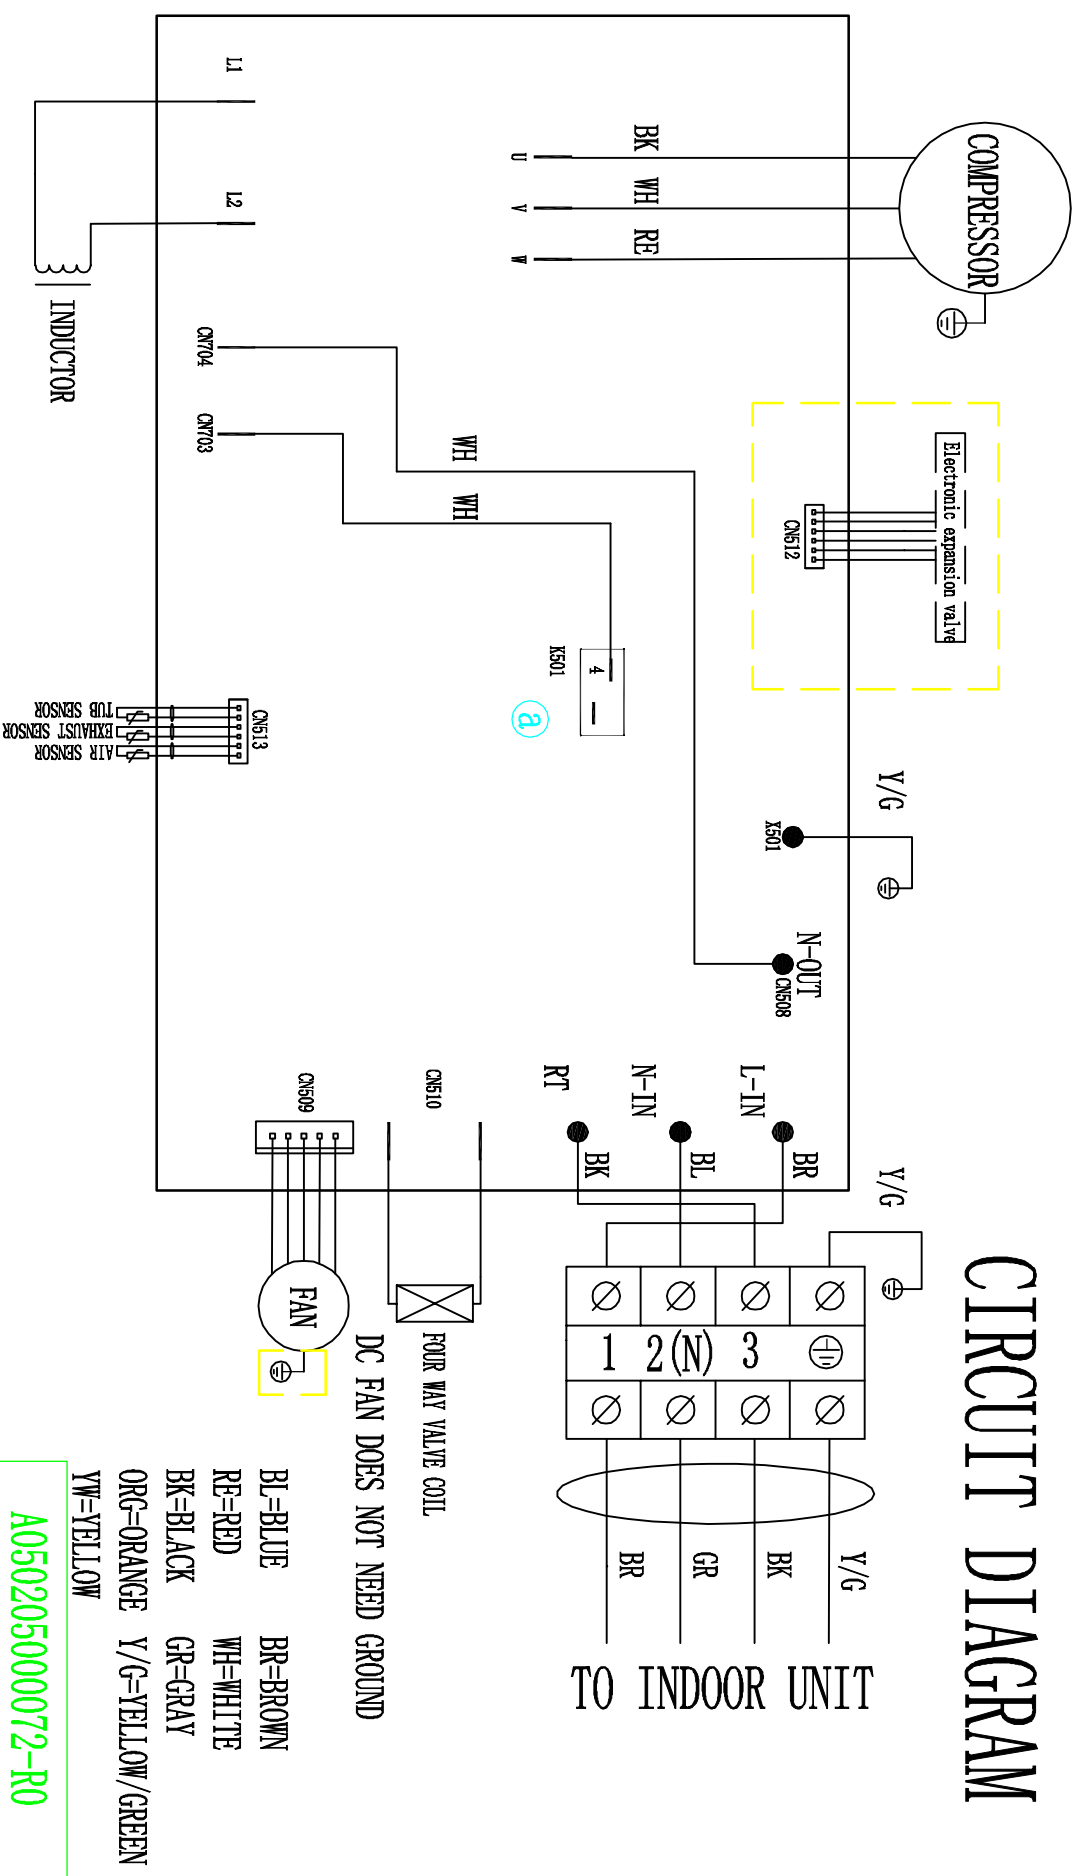 CIRCUIT DIAGRAM
COMPRESSOR
BK
WH
RE
U
V
W
L1
L2
INDUCTOR
Electronic expansion valve
CN512
CN704
CN703
WH
WH
K501
4
a
CN513
TUB SENSOR
EXHAUST SENSOR
AIR SENSOR
Y/G
X501
N-OUT
CN508
L-IN
N-IN
RT
BR
BL
BK
Y/G
CN510
CN509
FAN
FOUR WAY VALVE COIL
DC FAN DOES NOT NEED GROUND
1
2(N)
3
Y/G
BK
GR
BR
TO INDOOR UNIT
BL=BLUE BR=BROWN
RE=RED WH=WHITE
BK=BLACK GR=GRAY
ORG=ORANGE Y/G=YELLOW/GREEN
YW=YELLOW
A050205000072-R0